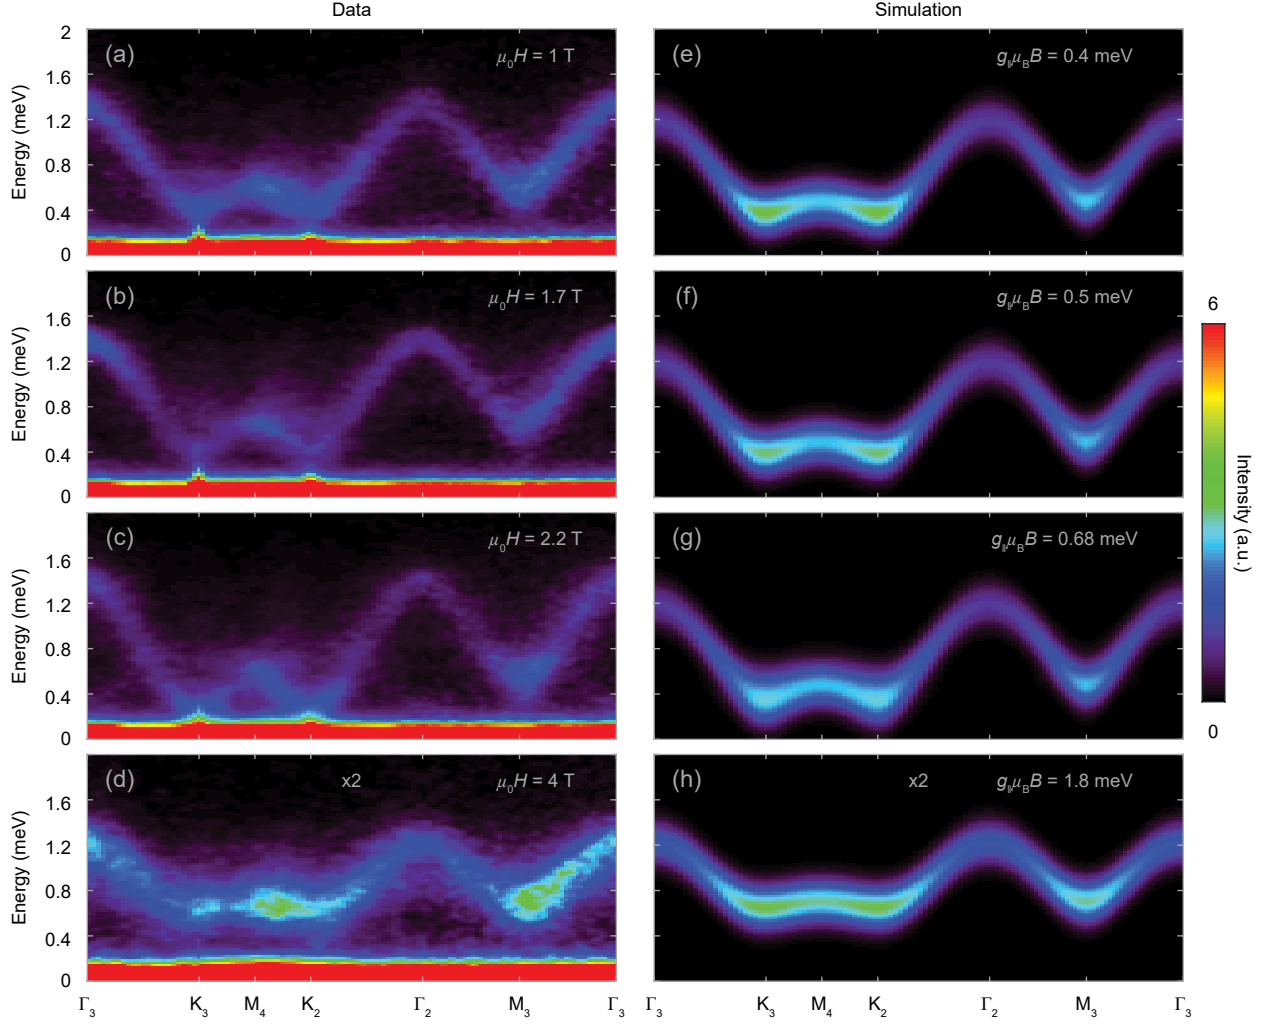 Data
Simulation
2
1.6
1.2
0.8
0.4
0
Energy (meV)
(a)
μ₀H = 1 T
(e)
g∥μBB = 0.4 meV
1.6
1.2
0.8
0.4
0
Energy (meV)
(b)
μ₀H = 1.7 T
(f)
g∥μBB = 0.5 meV
1.6
1.2
0.8
0.4
0
Energy (meV)
(c)
μ₀H = 2.2 T
(g)
g∥μBB = 0.68 meV
1.6
1.2
0.8
0.4
0
Energy (meV)
(d)
x2
μ₀H = 4 T
(h)
x2
g∥μBB = 1.8 meV
Γ₃ K₃ M₄ K₂ Γ₂ M₃ Γ₃
Γ₃ K₃ M₄ K₂ Γ₂ M₃ Γ₃
6
Intensity (a.u.)
0